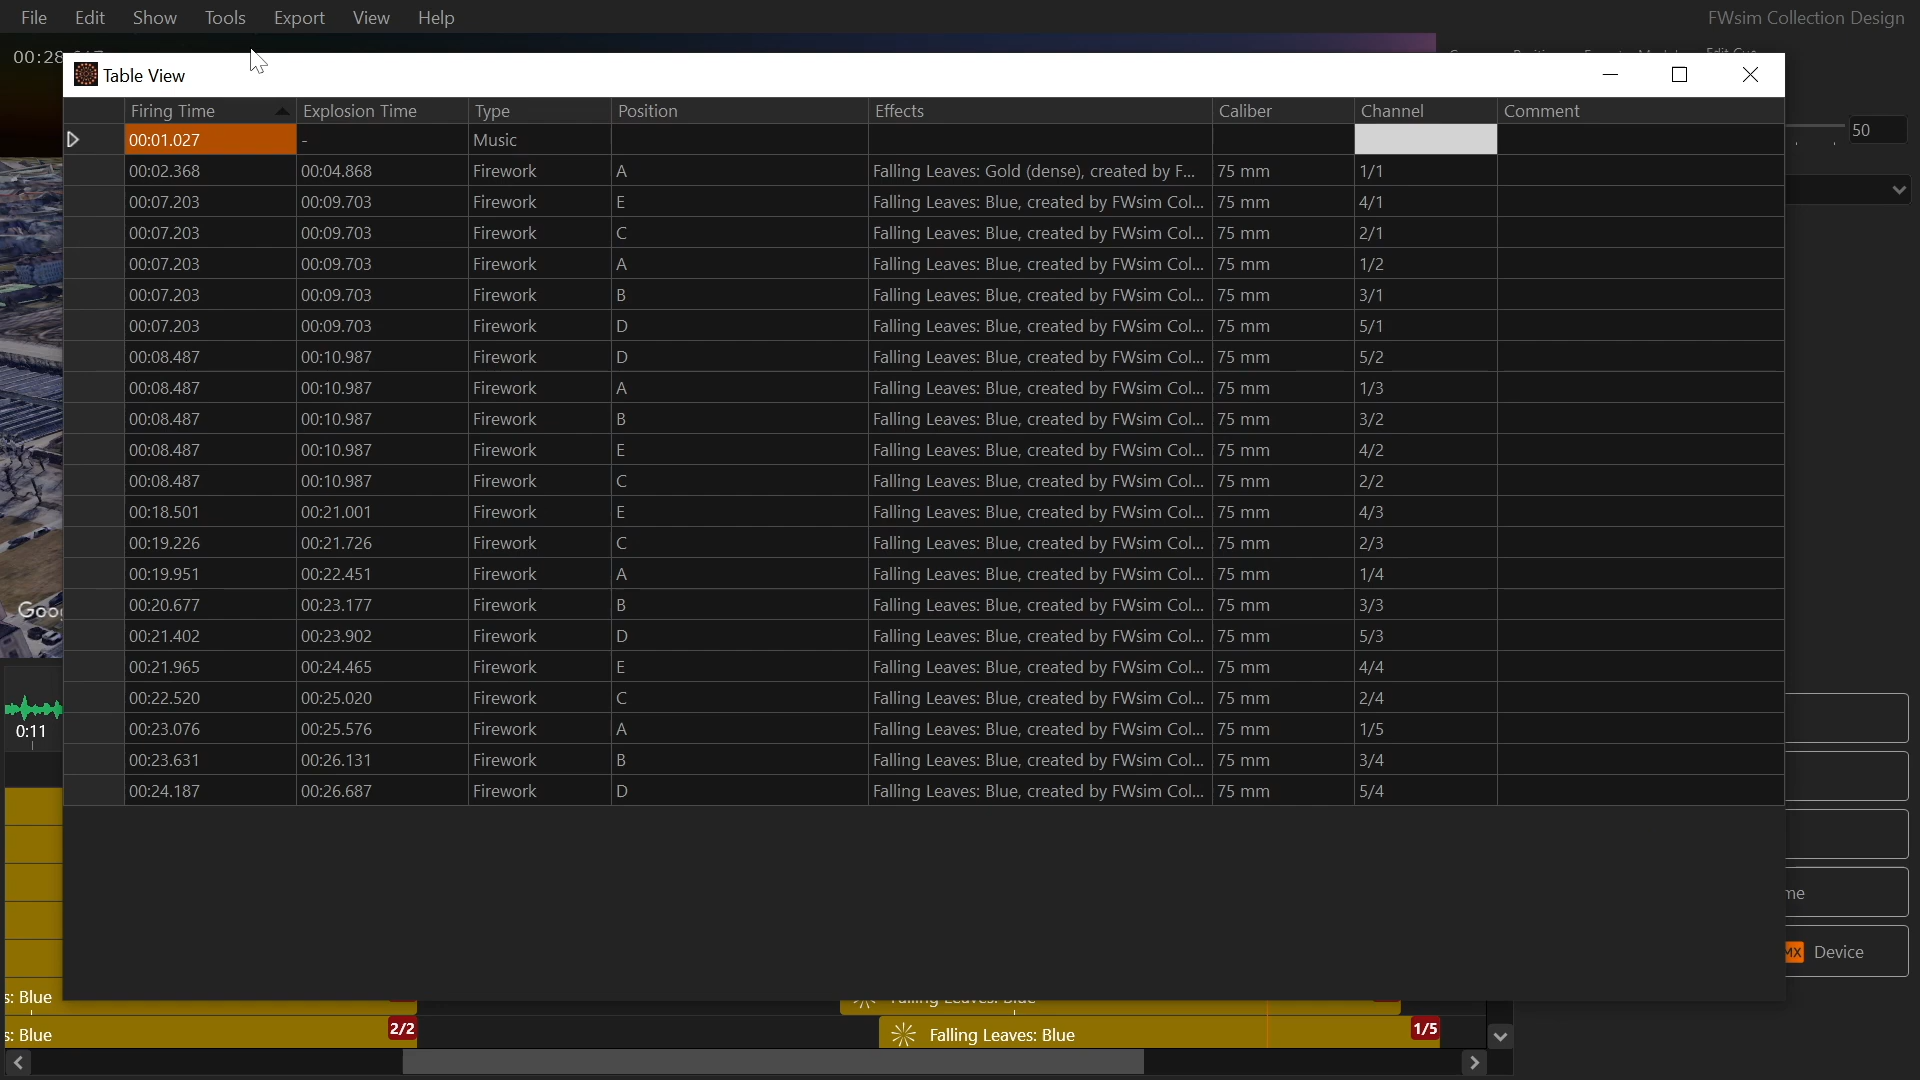 File Edit Show Tools Export View Help FWsim Collection Design
00:28
Table View
Firing Time Explosion Time Type Position Effects Caliber Channel Comment
00:01.027 - Music
50
00:02.368 00:04.868 Firework A Falling Leaves: Gold (dense), created by F... 75 mm 1/1
00:07.203 00:09.703 Firework E Falling Leaves: Blue, created by FWsim Col... 75 mm 4/1
00:07.203 00:09.703 Firework C Falling Leaves: Blue, created by FWsim Col... 75 mm 2/1
00:07.203 00:09.703 Firework A Falling Leaves: Blue, created by FWsim Col... 75 mm 1/2
00:07.203 00:09.703 Firework B Falling Leaves: Blue, created by FWsim Col... 75 mm 3/1
00:07.203 00:09.703 Firework D Falling Leaves: Blue, created by FWsim Col... 75 mm 5/1
00:08.487 00:10.987 Firework D Falling Leaves: Blue, created by FWsim Col... 75 mm 5/2
00:08.487 00:10.987 Firework A Falling Leaves: Blue, created by FWsim Col... 75 mm 1/3
00:08.487 00:10.987 Firework B Falling Leaves: Blue, created by FWsim Col... 75 mm 3/2
00:08.487 00:10.987 Firework E Falling Leaves: Blue, created by FWsim Col... 75 mm 4/2
00:08.487 00:10.987 Firework C Falling Leaves: Blue, created by FWsim Col... 75 mm 2/2
00:18.501 00:21.001 Firework E Falling Leaves: Blue, created by FWsim Col... 75 mm 4/3
00:19.226 00:21.726 Firework C Falling Leaves: Blue, created by FWsim Col... 75 mm 2/3
00:19.951 00:22.451 Firework A Falling Leaves: Blue, created by FWsim Col... 75 mm 1/4
00:20.677 00:23.177 Firework B Falling Leaves: Blue, created by FWsim Col... 75 mm 3/3
Goo
00:21.402 00:23.902 Firework D Falling Leaves: Blue, created by FWsim Col... 75 mm 5/3
00:21.965 00:24.465 Firework E Falling Leaves: Blue, created by FWsim Col... 75 mm 4/4
00:22.520 00:25.020 Firework C Falling Leaves: Blue, created by FWsim Col... 75 mm 2/4
00:23.076 00:25.576 Firework A Falling Leaves: Blue, created by FWsim Col... 75 mm 1/5
0:11
00:23.631 00:26.131 Firework B Falling Leaves: Blue, created by FWsim Col... 75 mm 3/4
00:24.187 00:26.687 Firework D Falling Leaves: Blue, created by FWsim Col... 75 mm 5/4
me
MX Device
s: Blue
s: Blue 2/2 Falling Leaves: Blue 1/5